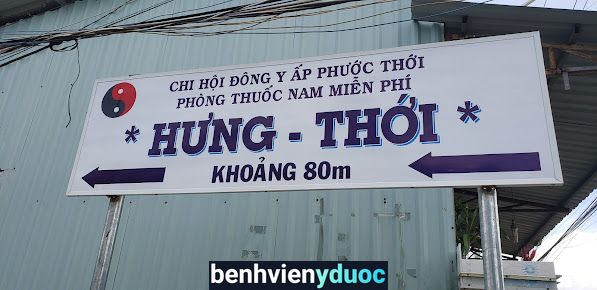 CHI HỘI ĐÔNG Y ẤP PHƯỚC THỚI
PHÒNG THUỐC NAM MIỄN PHÍ
* HƯNG - THỚI *
KHOẢNG 80m
benhvienyduoc